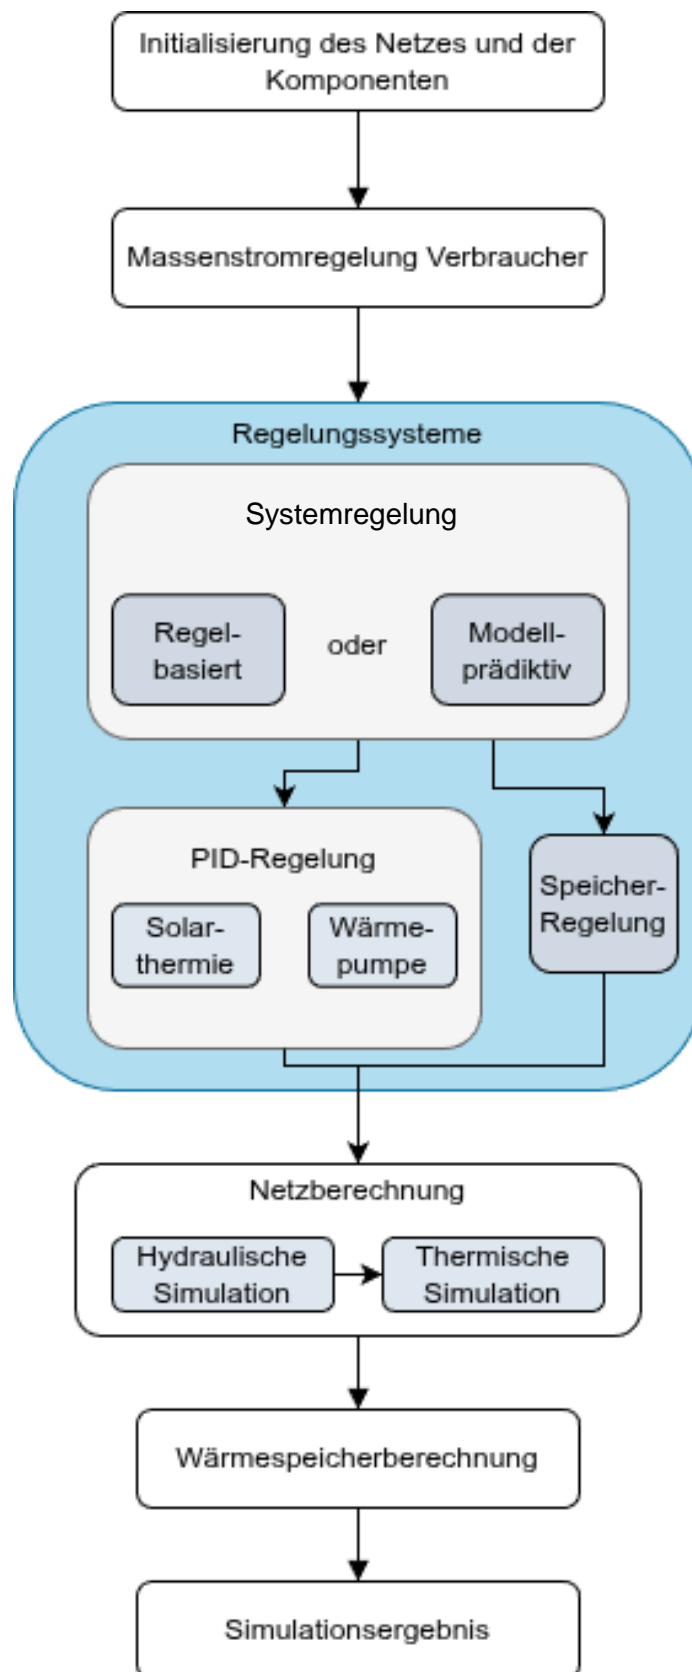 Initialisierung des Netzes und der
Komponenten
Massenstromregelung Verbraucher
Regelungssysteme
Systemregelung
Regel-
basiert
oder
Modell-
prädiktiv
PID-Regelung
Solar-
thermie
Wärme-
pumpe
Speicher-
Regelung
Netzberechnung
Hydraulische
Simulation
Thermische
Simulation
Wärmespeicherberechnung
Simulationsergebnis